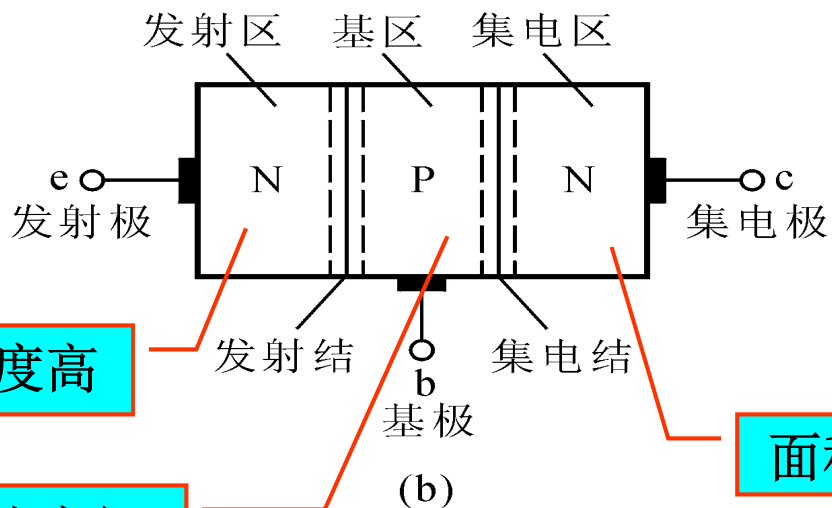 发射区 基区 集电区
e N P N c
发射极 集电极
度高 发射结 b 集电结
基极
面
(b)